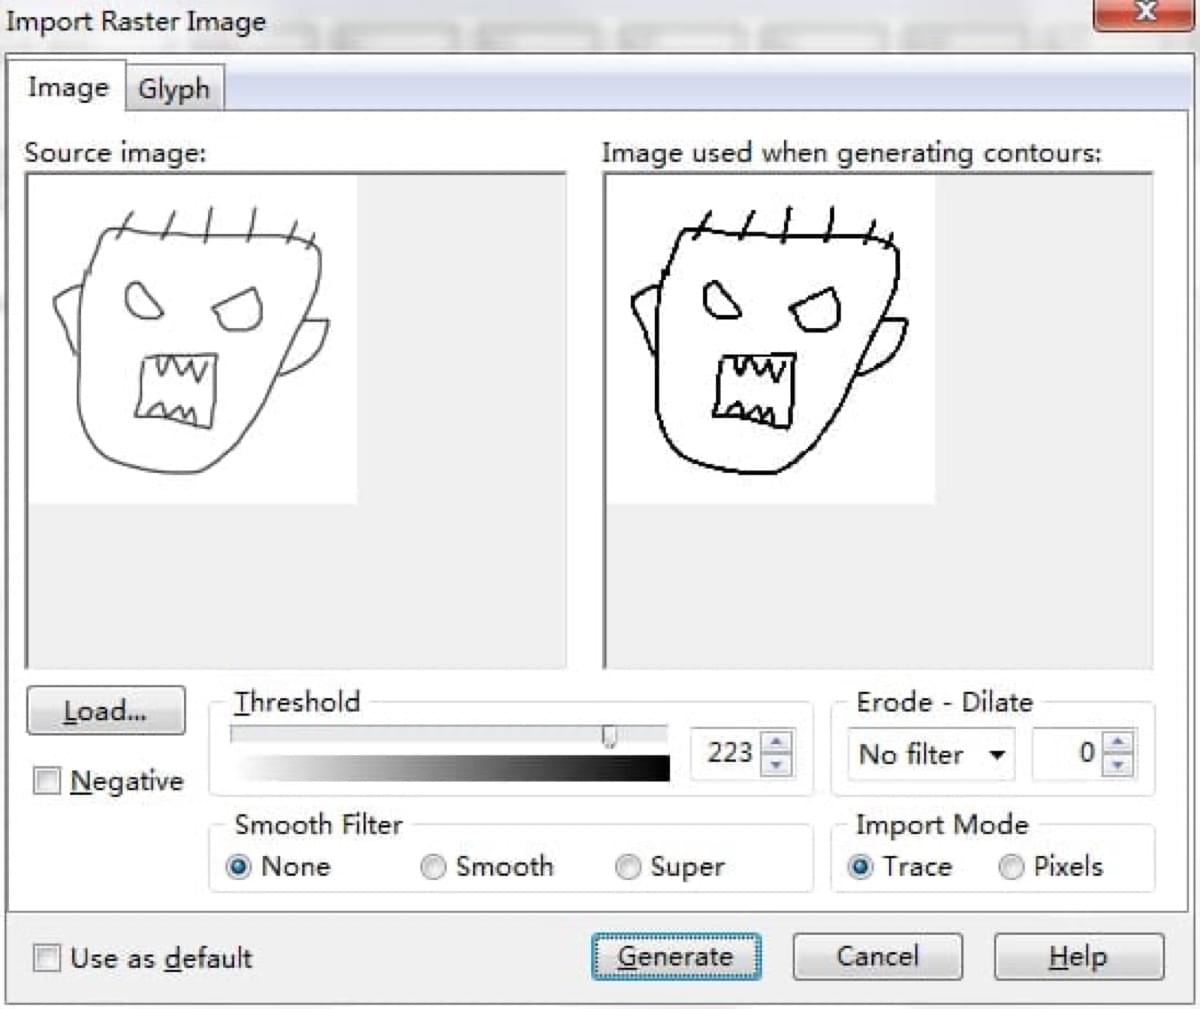 Import Raster Image
x
Image Glyph
Source image:
Image used when generating contours:
Load...
Threshold
223
Erode - Dilate
No filter 0
Negative
Smooth Filter
None Smooth Super
Import Mode
Trace Pixels
Use as default
Generate Cancel Help